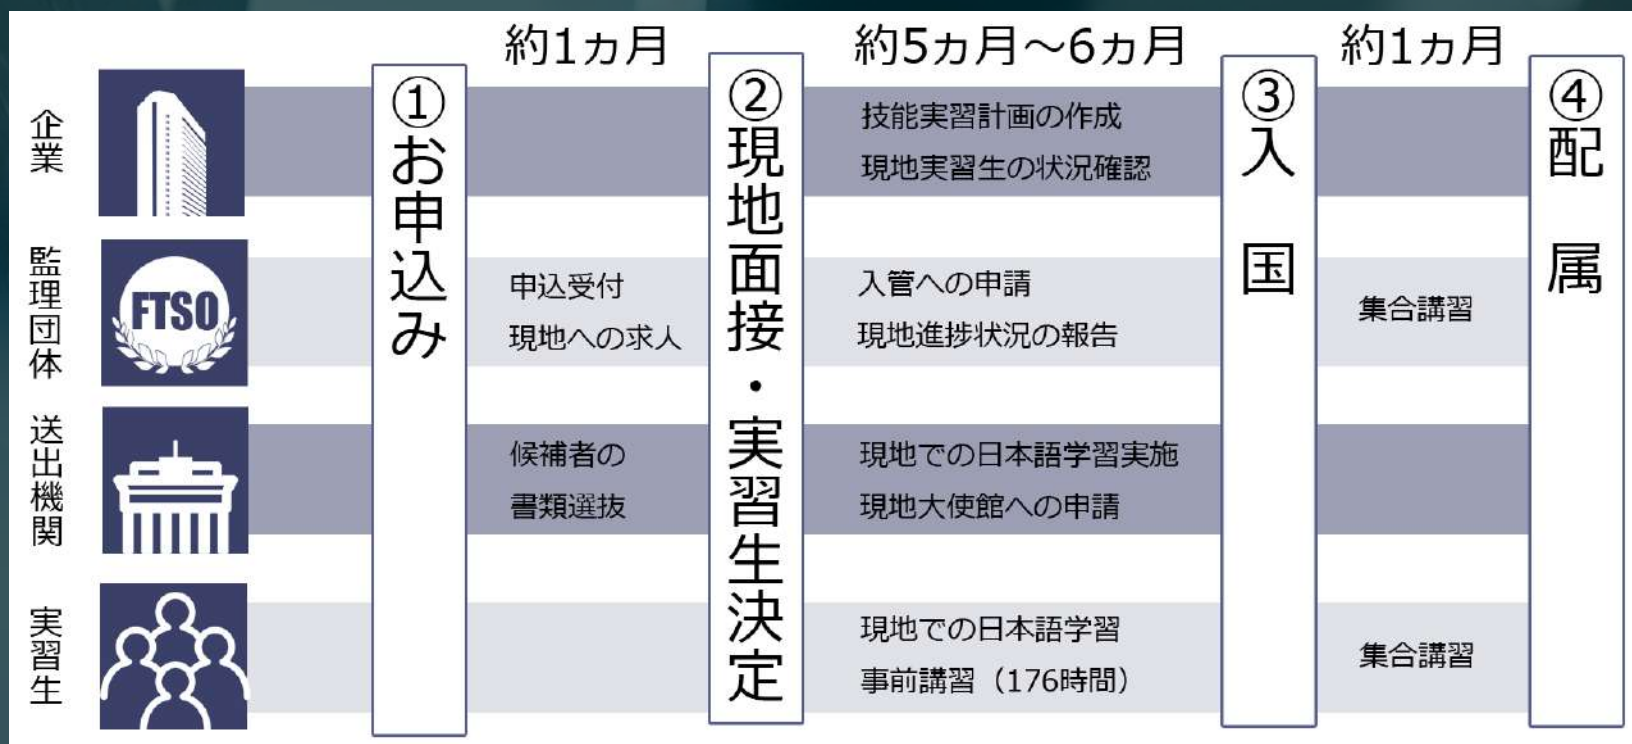 約1ヵ月
約5ヵ月～6ヵ月
約1ヵ月
①お申込み
②現地面接・実習生決定
③入国
④配属
企業
技能実習計画の作成
現地実習生の状況確認
監理団体
FTSO
申込受付
現地への求人
入管への申請
現地進捗状況の報告
集合講習
送出機関
候補者の
書類選抜
現地での日本語学習実施
現地大使館への申請
実習生
現地での日本語学習
事前講習（176時間）
集合講習